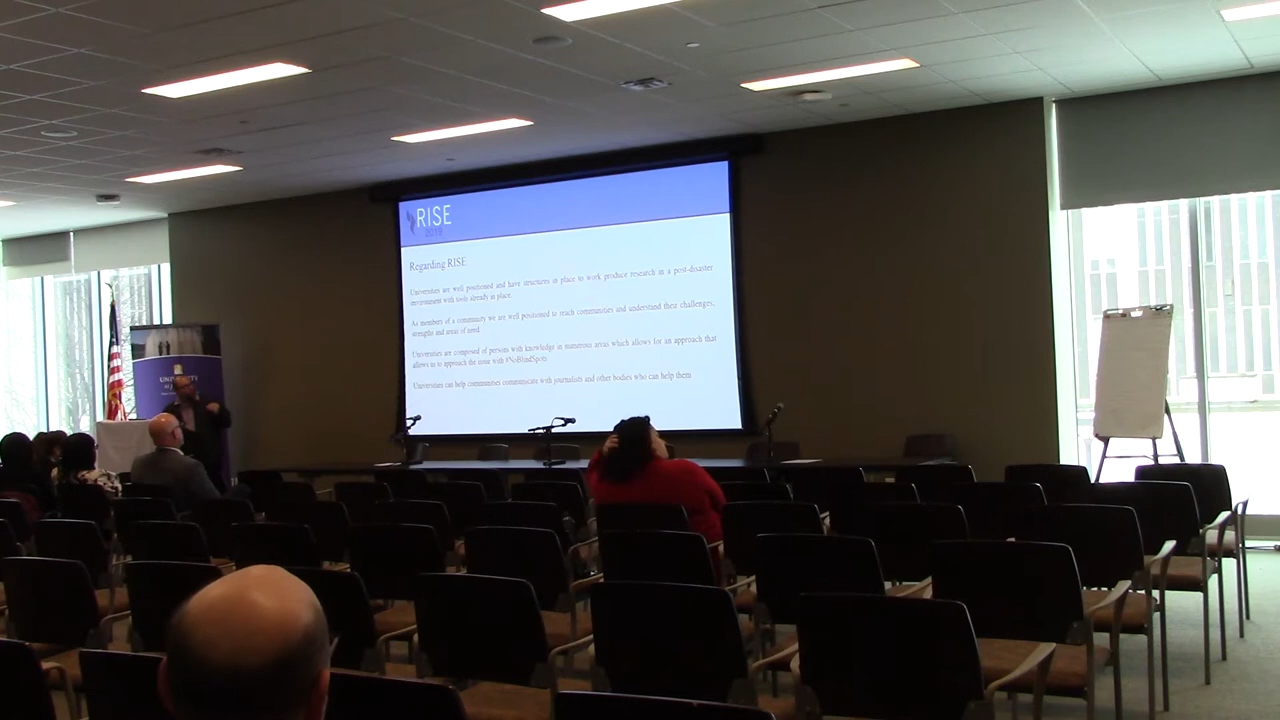 RISE
2019
Regarding RISE
Universities are well positioned and have structures in place to work produce research in a post-disaster
environment with tools already in place.
As members of a community we are well positioned to reach communities and understand their challenges,
strengths and areas of need
Universities are composed of persons with knowledge in numerous areas which allows for an approach that
allows us to approach the issue with #NoBlindSpots
Universities can help communities communicate with journalists and other bodies who can help them
UNIVERSITY